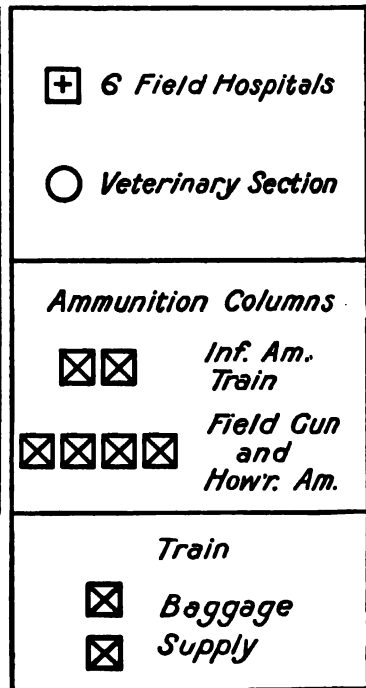 6 Field Hospitals
Veterinary Section
Ammunition Columns
Inf. Am.
Train
Field Gun
and
How'r. Am.
Train
Baggage
Supply